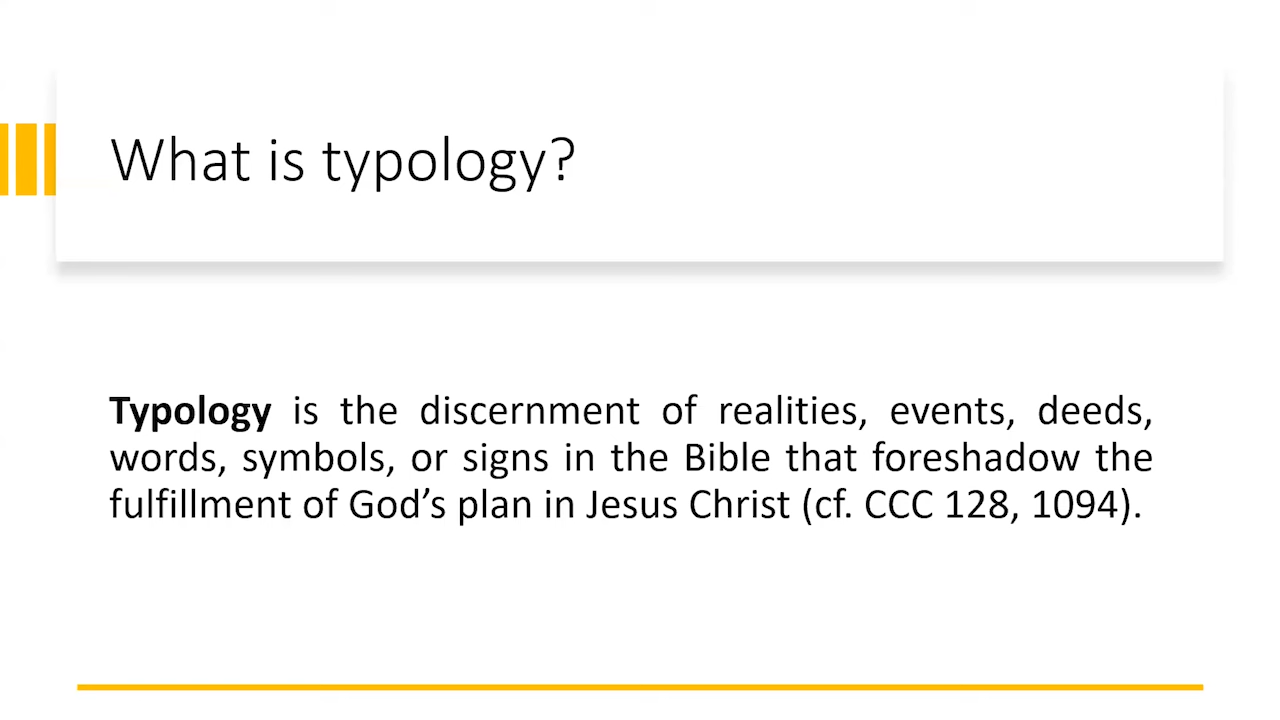 What is typology?
Typology is the discernment of realities, events, deeds,
words, symbols, or signs in the Bible that foreshadow the
fulfillment of God’s plan in Jesus Christ (cf. CCC 128, 1094).